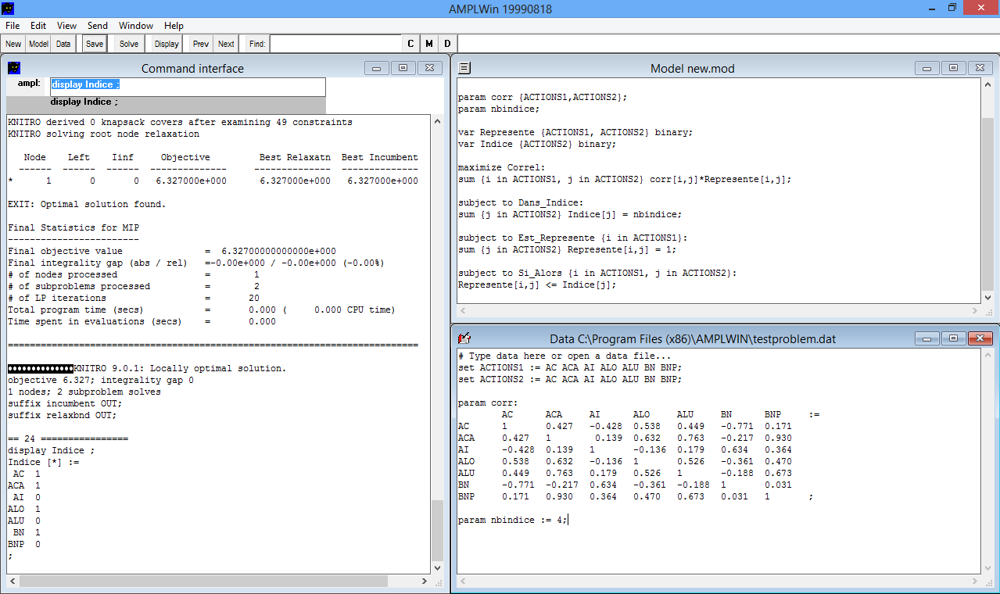 AMPLWin 19990818
File Edit View Send Window Help
New Model Data Save Solve Display Prev Next Find: C M D
Command interface
ampl: display Indice ;
display Indice ;
KNITRO derived 0 knapsack covers after examining 49 constraints
KNITRO solving root node relaxation
Node Left Iinf Objective Best Relaxatn Best Incumbent
------ ------ ------ -------------- -------------- --------------
* 1 0 0 6.327000e+000 6.327000e+000 6.327000e+000
EXIT: Optimal solution found.
Final Statistics for MIP
------------------------
Final objective value = 6.32700000000000e+000
Final integrality gap (abs / rel) =-0.00e+000 / -0.00e+000 (-0.00%)
# of nodes processed = 1
# of subproblems processed = 2
# of LP iterations = 20
Total program time (secs) = 0.000 ( 0.000 CPU time)
Time spent in evaluations (secs) = 0.000
===========================================================================
KNITRO 9.0.1: Locally optimal solution.
objective 6.327; integrality gap 0
1 nodes; 2 subproblem solves
suffix incumbent OUT;
suffix relaxbnd OUT;
== 24 ================
display Indice ;
Indice [*] :=
AC 1
ACA 1
AI 0
ALO 1
ALU 0
BN 1
BNP 0
;
Model new.mod
param corr {ACTIONS1,ACTIONS2};
param nbindice;
var Represente {ACTIONS1, ACTIONS2} binary;
var Indice {ACTIONS2} binary;
maximize Correl:
sum {i in ACTIONS1, j in ACTIONS2} corr[i,j]*Represente[i,j];
subject to Dans_Indice:
sum {j in ACTIONS2} Indice[j] = nbindice;
subject to Est_Represente {i in ACTIONS1}:
sum {j in ACTIONS2} Represente[i,j] = 1;
subject to Si_Alors {i in ACTIONS1, j in ACTIONS2}:
Represente[i,j] <= Indice[j];
Data C:\Program Files (x86)\AMPLWIN\testproblem.dat
# Type data here or open a data file...
set ACTIONS1 := AC ACA AI ALO ALU BN BNP;
set ACTIONS2 := AC ACA AI ALO ALU BN BNP;
param corr:
AC ACA AI ALO ALU BN BNP :=
AC 1 0.427 -0.428 0.538 0.449 -0.771 0.171
ACA 0.427 1 0.139 0.632 0.763 -0.217 0.930
AI -0.428 0.139 1 -0.136 0.179 0.634 0.364
ALO 0.538 0.632 -0.136 1 0.526 -0.361 0.470
ALU 0.449 0.763 0.179 0.526 1 -0.188 0.673
BN -0.771 -0.217 0.634 -0.361 -0.188 1 0.031
BNP 0.171 0.930 0.364 0.470 0.673 0.031 1 ;
param nbindice := 4;